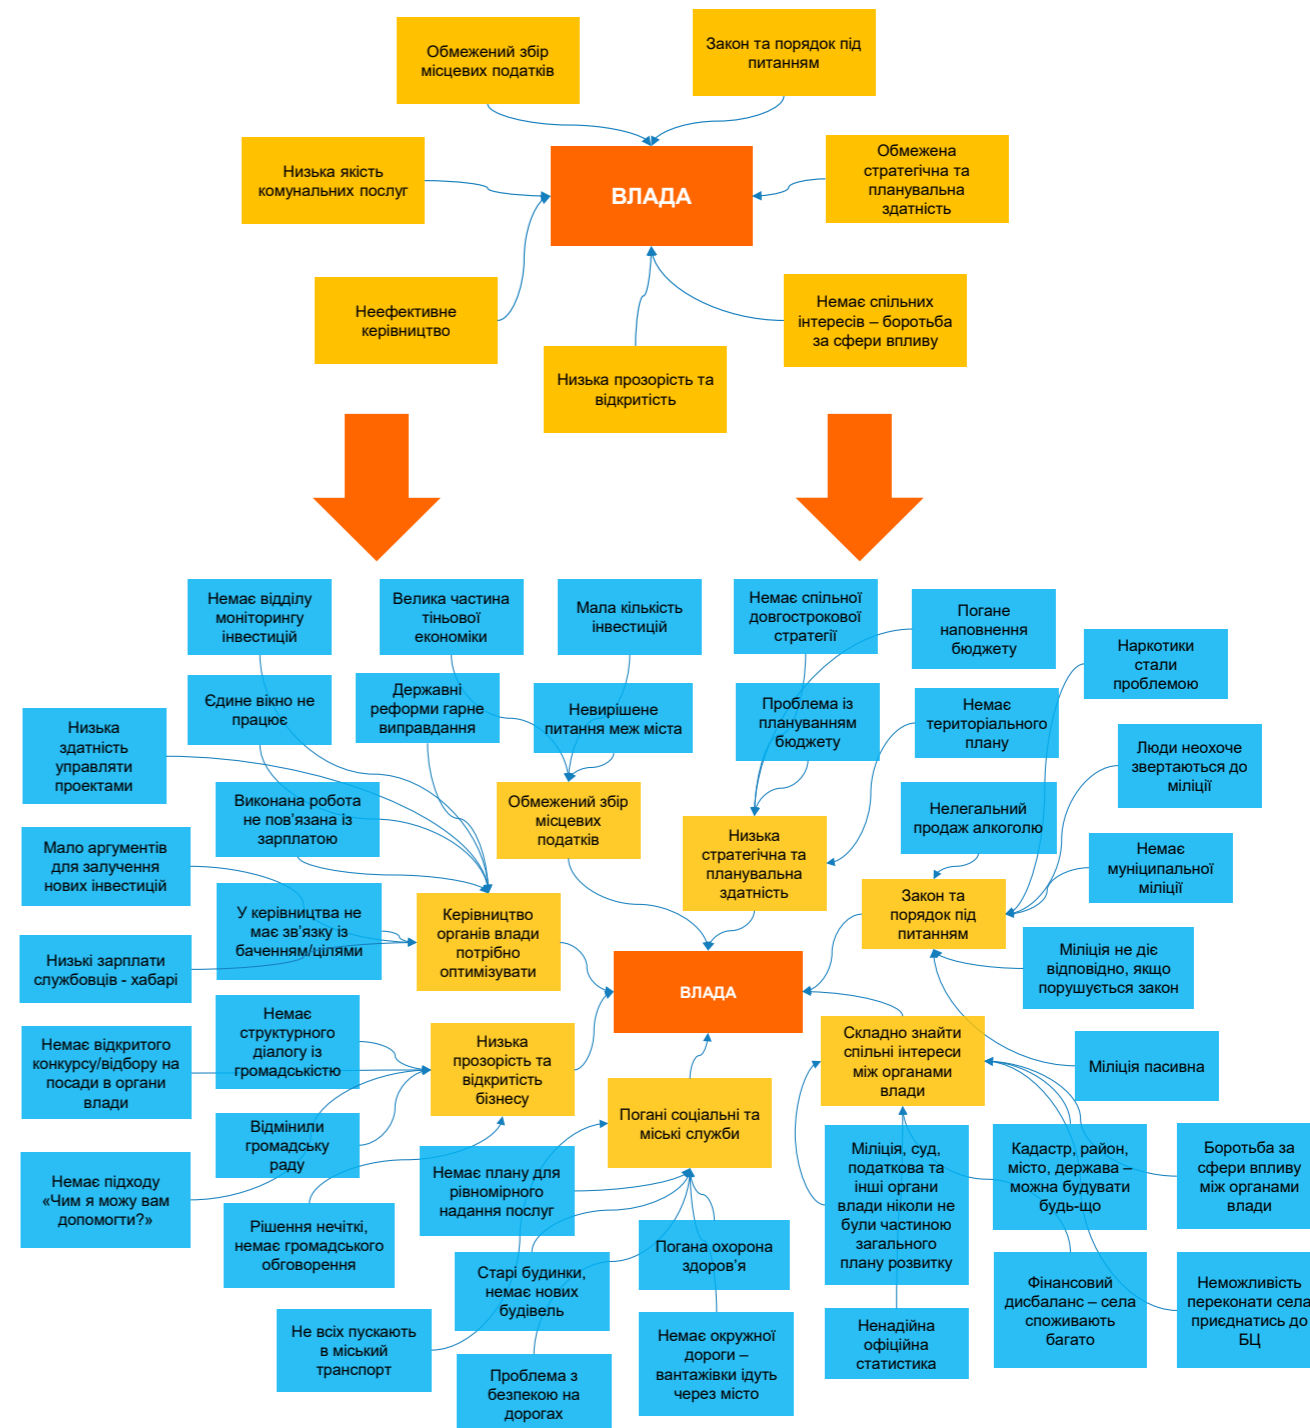 Обмежений збір
місцевих податків
Закон та порядок під
питанням
Низька якість
комунальних послуг
ВЛАДА
Обмежена
стратегічна та
планувальна
здатність
Неефективне
керівництво
Немає спільних
інтересів – боротьба
за сфери впливу
Низька прозорість та
відкритість
Немає відділу
моніторингу
інвестицій
Велика частина
тіньової
економіки
Мала кількість
інвестицій
Немає спільної
довгострокової
стратегії
Погане
наповнення
бюджету
Наркотики
стали
проблемою
Єдине вікно не
працює
Державні
реформи гарне
виправдання
Невирішене
питання меж міста
Проблема із
плануванням
бюджету
Немає
територіального
плану
Низька
здатність
управляти
проектами
Люди неохоче
звертаються до
міліції
Виконана робота
не пов’язана із
зарплатою
Обмежений збір
місцевих
податків
Низька
стратегічна та
планувальна
здатність
Нелегальний
продаж алкоголю
Мало аргументів
для залучення
нових інвестицій
Немає
муніципальної
міліції
У керівництва не
має зв’язку із
баченням/цілями
Керівництво
органів влади
потрібно
оптимізувати
Закон та
порядок під
питанням
Низькі зарплати
службовців - хабарі
ВЛАДА
Міліція не діє
відповідно, якщо
порушується закон
Немає
структурного
діалогу із
громадськістю
Низька
прозорість та
відкритість
бізнесу
Складно знайти
спільні інтереси
між органами
влади
Немає відкритого
конкурсу/відбору на
посади в органи
влади
Міліція пасивна
Погані соціальні та
міські служби
Відмінили
громадську
раду
Немає підходу
«Чим я можу вам
допомогти?»
Немає плану для
рівномірного
надання послуг
Міліція, суд,
податкова та
інші органи
влади ніколи не
були частиною
загального
плану розвитку
Кадастр, район,
місто, держава –
можна будувати
будь-що
Боротьба за
сфери впливу
між органами
влади
Рішення нечіткі,
немає громадського
обговорення
Погана охорона
здоров’я
Старі будинки,
немає нових
будівель
Фінансовий
дисбаланс – села
споживають
багато
Неможливість
переконати села
приєднатись до
БЦ
Не всіх пускають
в міський
транспорт
Проблема з
безпекою на
дорогах
Немає окружної
дороги –
вантажівки ідуть
через місто
Ненадійна
офіційна
статистика